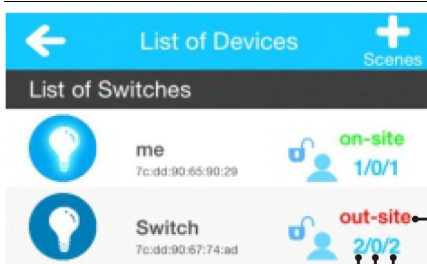 List of Devices
Scenes
List of Switches
me
on-site
7c:dd:90:65:90:29
1/0/1
Switch
out-site
7c:dd:90:67:74:ad
2/0/2